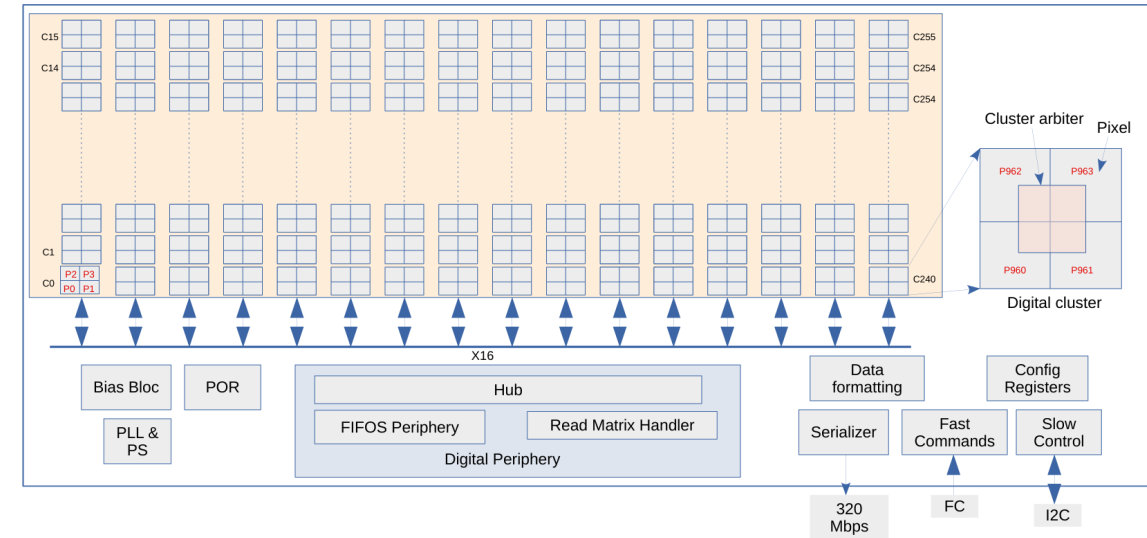 C15
C255
C14
C254
C254
Cluster arbiter
Pixel
P962
P963
P960
P961
Digital cluster
C1
C0
P2
P3
P0
P1
C240
X16
Bias Bloc
POR
PLL &
PS
Hub
FIFOS Periphery
Read Matrix Handler
Digital Periphery
Data
formatting
Config
Registers
Serializer
Fast
Commands
Slow
Control
320
Mbps
FC
I2C